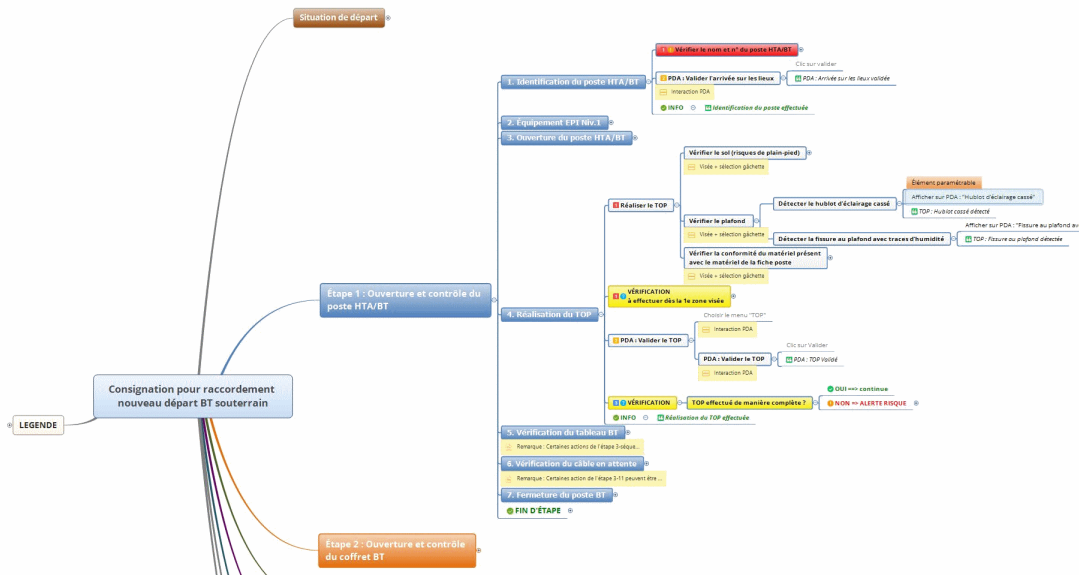 Situation de départ
Consignation pour raccordement
nouveau départ BT souterrain
LEGENDE
Étape 1 : Ouverture et contrôle du
poste HTA/BT
1. Identification du poste HTA/BT
Vérifier le nom et n° du poste HTA/BT
PDA : Valider l'arrivée sur les lieux
Interaction PDA
Clic sur valider
PDA : Arrivée sur les lieux validée
INFO
Identification du poste effectuée
2. Équipement EPI Niv.1
3. Ouverture du poste HTA/BT
4. Réalisation du TOP
Réaliser le TOP
Vérifier le sol (risques de plain-pied)
Visée + sélection gâchette
Vérifier le plafond
Visée + sélection gâchette
Détecter le hublot d'éclairage cassé
Élément paramétrable
Afficher sur PDA : "Hublot d'éclairage cassé"
TOP : Hublot cassé détecté
Détecter la fissure au plafond avec traces d'humidité
Afficher sur PDA : "Fissure au plafond av
TOP : Fissure au plafond détectée
Vérifier la conformité du matériel présent
avec le matériel de la fiche poste
Visée + sélection gâchette
VÉRIFICATION
à effectuer dès la 1e zone visée
PDA : Valider le TOP
Choisir le menu "TOP"
Interaction PDA
PDA : Valider le TOP
Interaction PDA
Clic sur Valider
PDA : TOP Validé
VÉRIFICATION
TOP effectué de manière complète ?
OUI ==> continue
NON => ALERTE RISQUE
INFO
Réalisation du TOP effectuée
5. Vérification du tableau BT
Remarque : Certaines actions de l'étape 3-séque...
6. Vérification du câble en attente
Remarque : Certaines actions de l'étape 3-11 peuvent être ...
7. Fermeture du poste BT
FIN D'ÉTAPE
Étape 2 : Ouverture et contrôle
du coffret BT